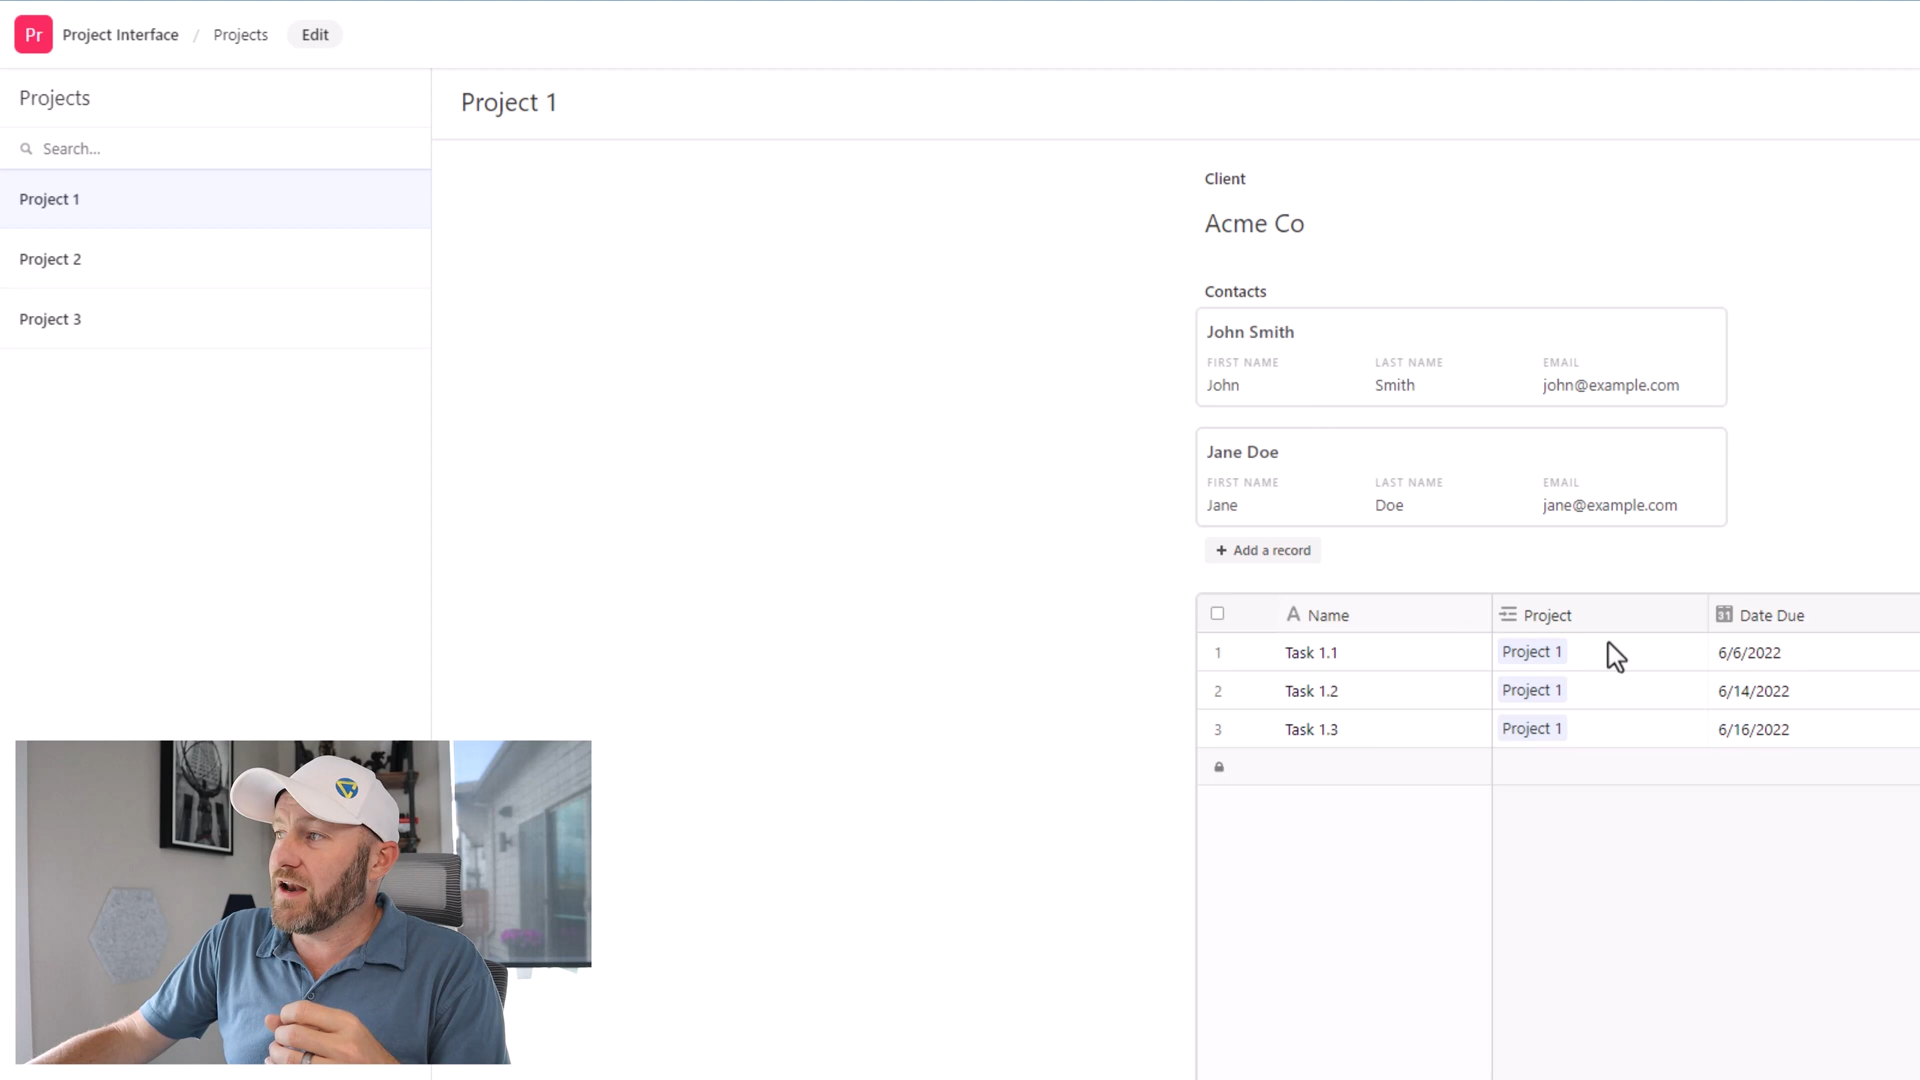 Pr Project Interface / Projects Edit
Projects
Search...
Project 1
Project 2
Project 3
Project 1
Client
Acme Co
Contacts
John Smith
FIRST NAME LAST NAME EMAIL
John Smith john@example.com
Jane Doe
FIRST NAME LAST NAME EMAIL
Jane Doe jane@example.com
+ Add a record
A Name Project 31 Date Due
1 Task 1.1 Project 1 6/6/2022
2 Task 1.2 Project 1 6/14/2022
3 Task 1.3 Project 1 6/16/2022